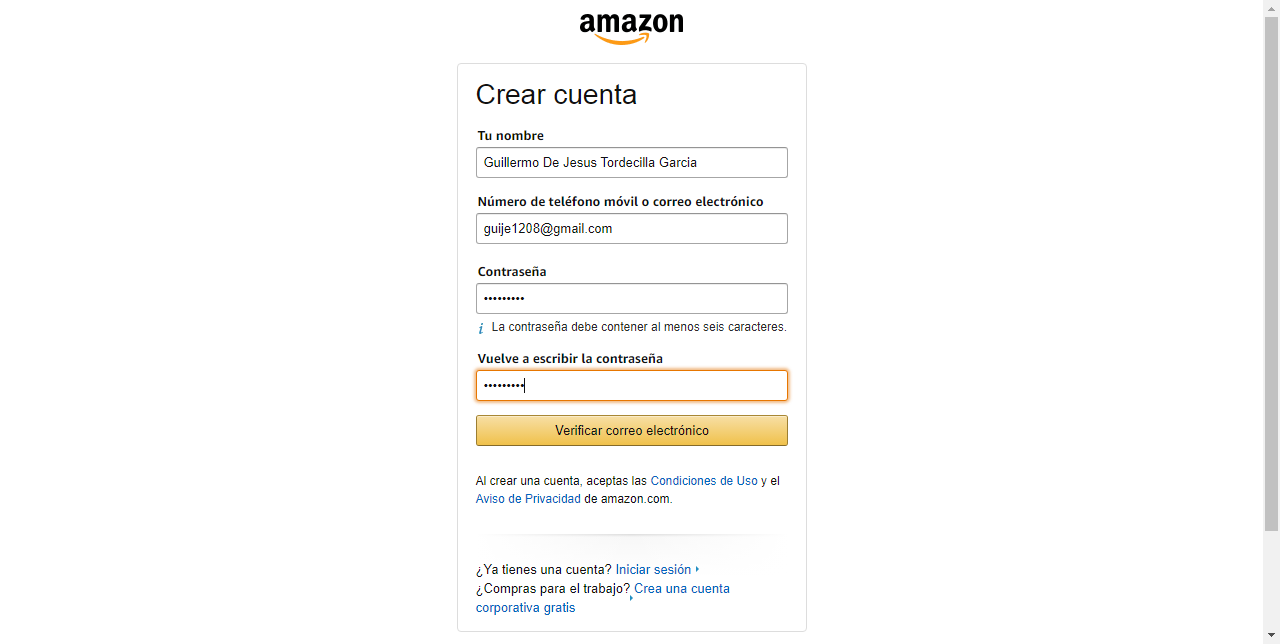 amazon
Crear cuenta
Tu nombre
Guillermo De Jesus Tordecilla Garcia
Número de teléfono móvil o correo electrónico
guije1208@gmail.com
Contraseña
•••••••••
i La contraseña debe contener al menos seis caracteres.
Vuelve a escribir la contraseña
•••••••••
Verificar correo electrónico
Al crear una cuenta, aceptas las Condiciones de Uso y el
Aviso de Privacidad de amazon.com.
¿Ya tienes una cuenta? Iniciar sesión
¿Compras para el trabajo? Crea una cuenta
corporativa gratis